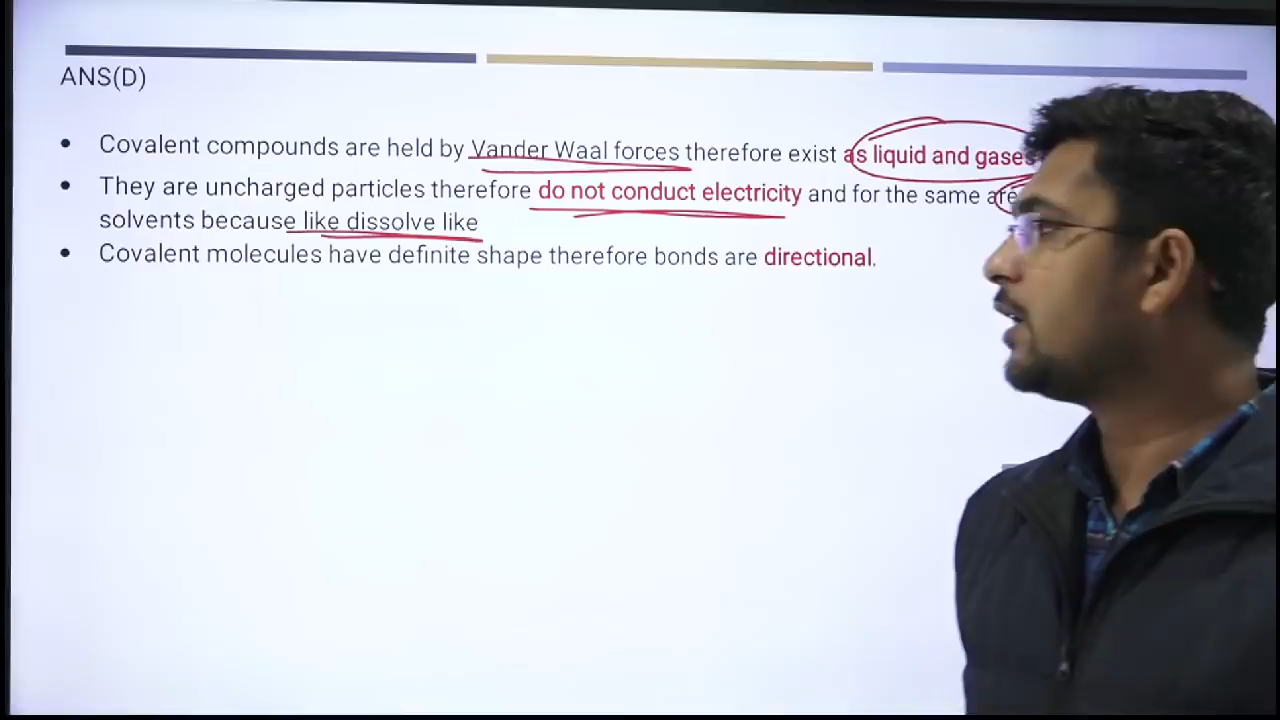 ANS(D)
• Covalent compounds are held by Vander Waal forces therefore exist as liquid and gases
• They are uncharged particles therefore do not conduct electricity and for the same are
solvents because like dissolve like
• Covalent molecules have definite shape therefore bonds are directional.